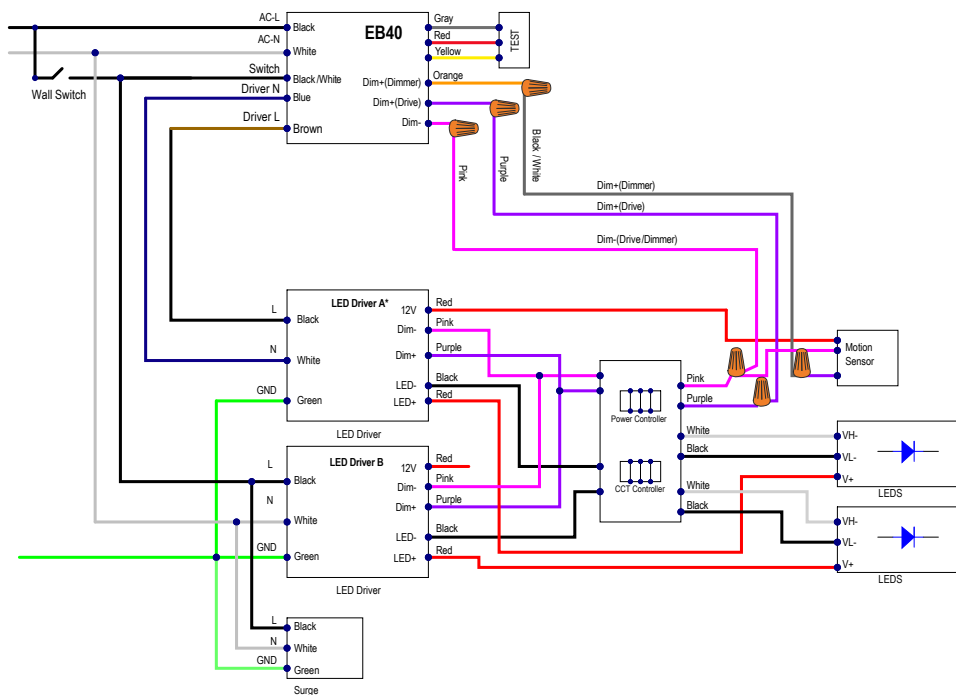 AC-L
Black
EB40
Gray
AC-N
White
Red
TEST
Yellow
Switch
Black/White
Dim+(Dimmer)
Orange
Wall Switch
Driver N
Blue
Dim+(Drive)
Driver L
Brown
Dim-
Pink
Purple
Black / White
Dim+(Dimmer)
Dim+(Drive)
Dim-(Drive/Dimmer)
LED Driver A*
L
Black
12V
Red
Dim-
Pink
N
White
Dim+
Purple
LED-
Black
GND
Green
LED+
Red
LED Driver
Motion
Sensor
Pink
Purple
Power Controller
White
Black
CCT Controller
White
Black
VH-
VL-
V+
LEDS
VH-
VL-
V+
LEDS
LED Driver B
L
Black
12V
Red
Dim-
Pink
N
White
Dim+
Purple
LED-
Black
GND
Green
LED+
Red
LED Driver
L
Black
N
White
GND
Green
Surge